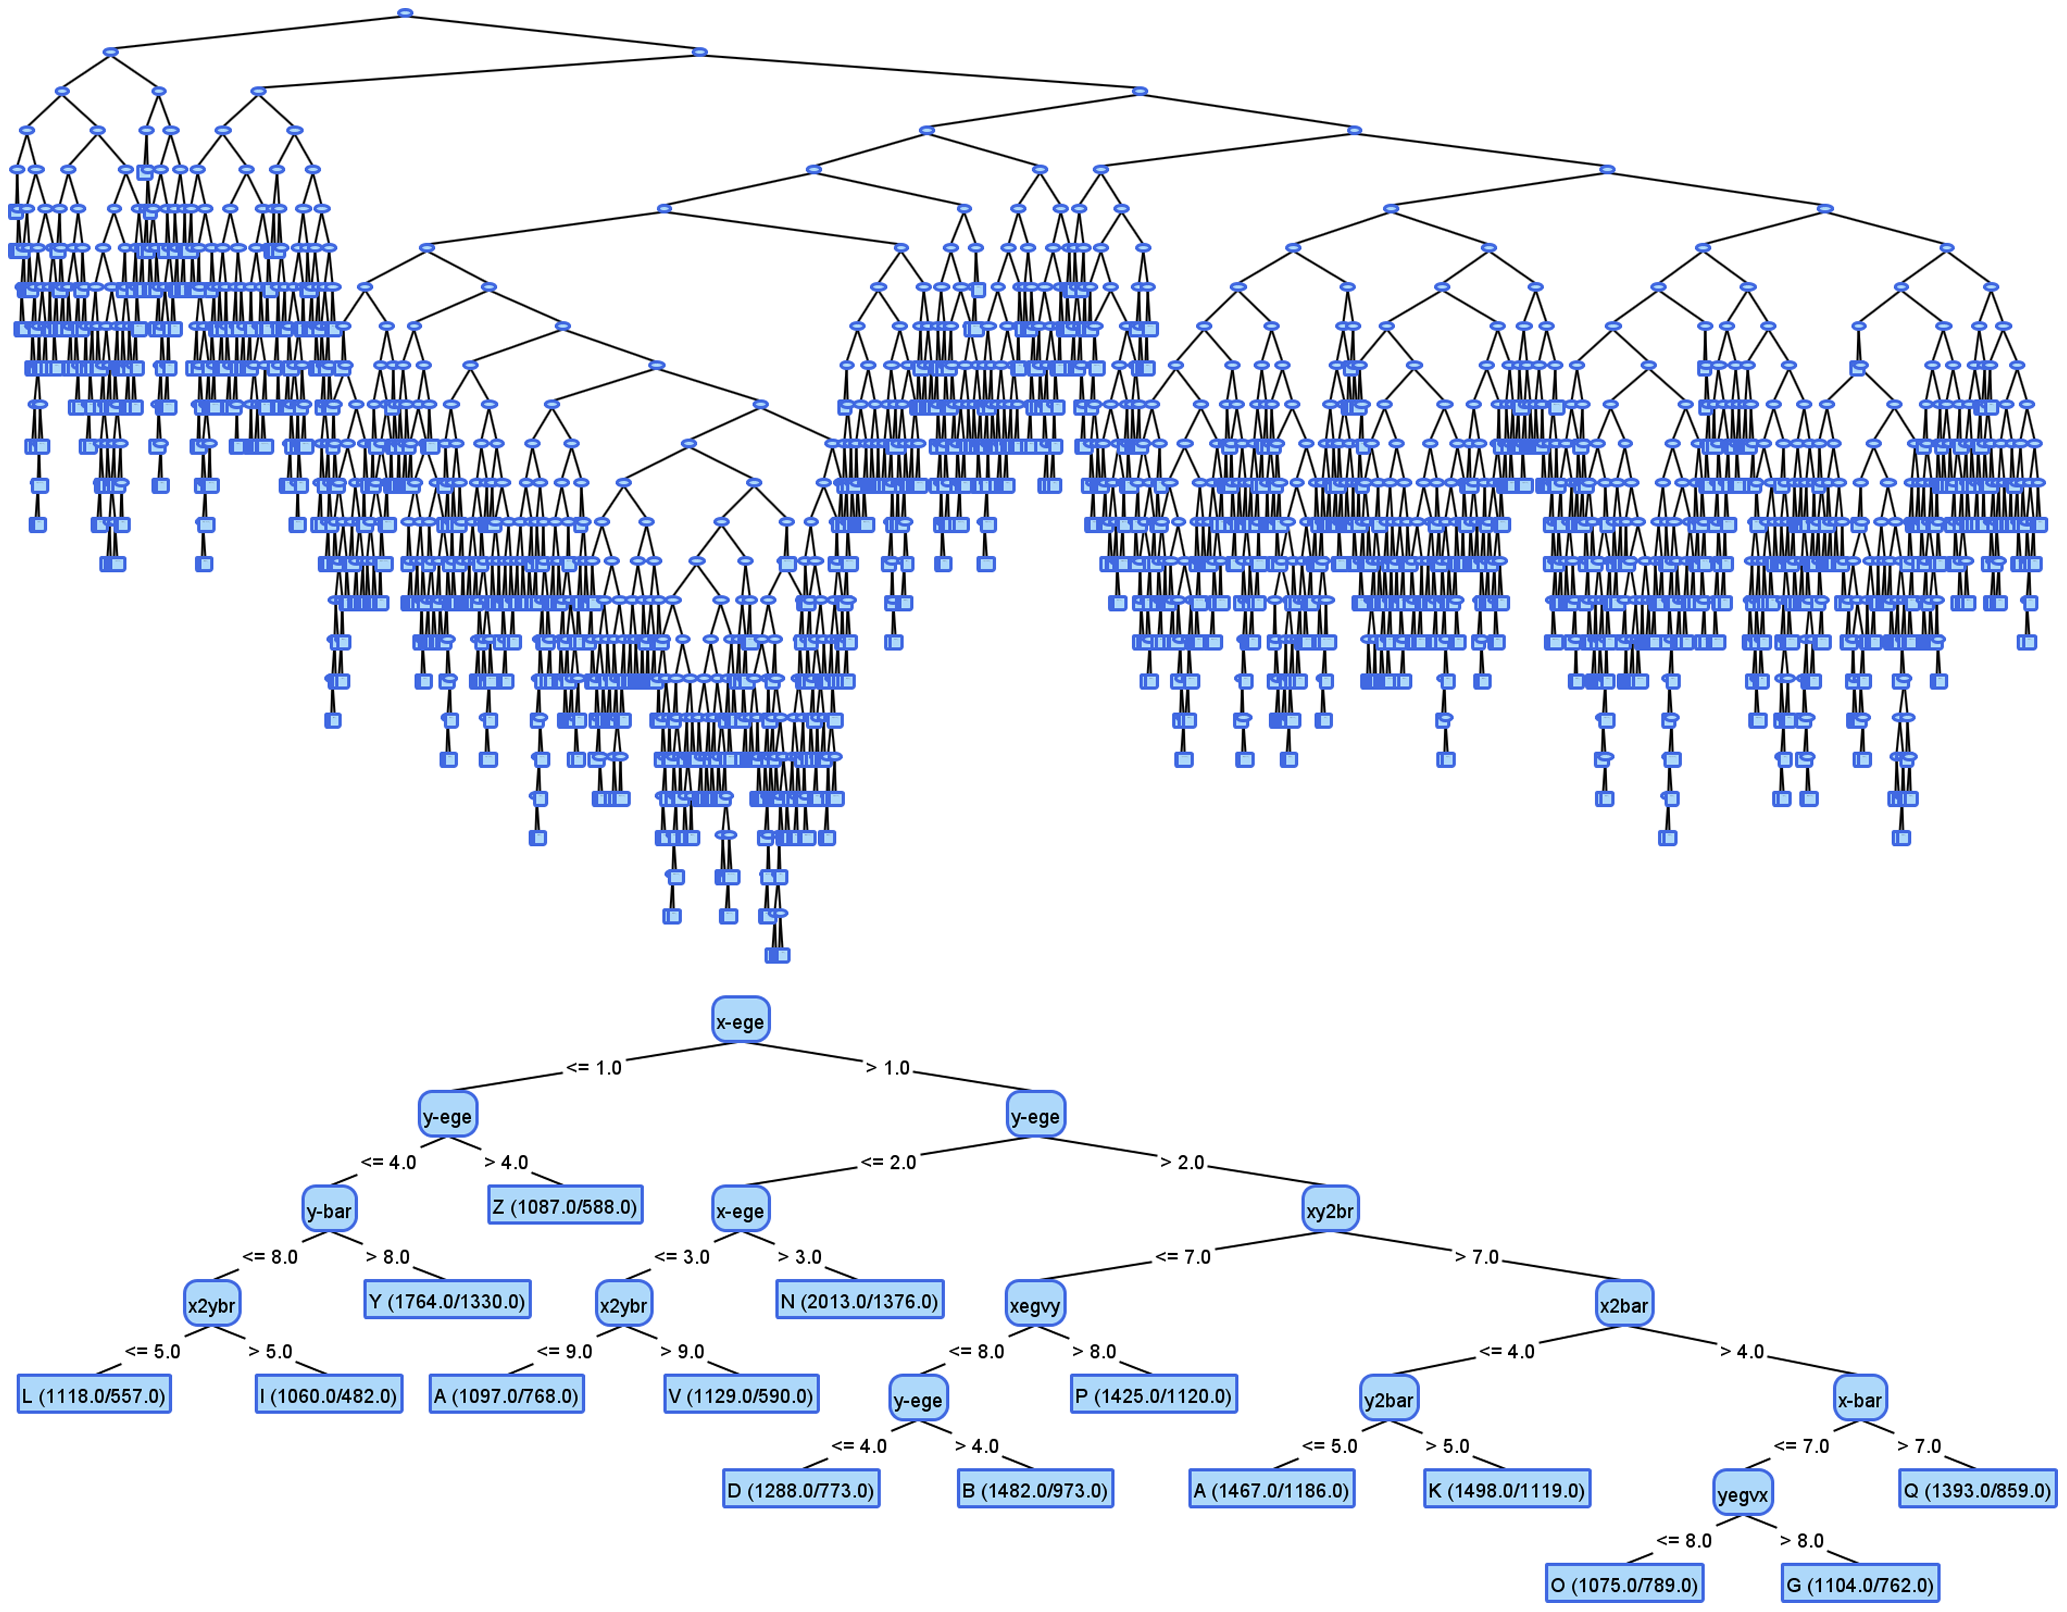 x-ege
<= 1.0 > 1.0
y-ege y-ege
<= 4.0 > 4.0 <= 2.0 > 2.0
y-bar Z (1087.0/588.0) x-ege xy2br
<= 8.0 > 8.0 <= 3.0 > 3.0 <= 7.0 > 7.0
x2ybr Y (1764.0/1330.0) x2ybr N (2013.0/1376.0) xegvy x2bar
<= 5.0 > 5.0 <= 9.0 > 9.0 <= 8.0 > 8.0 <= 4.0 > 4.0
L (1118.0/557.0) I (1060.0/482.0) A (1097.0/768.0) V (1129.0/590.0) y-ege P (1425.0/1120.0) y2bar x-bar
<= 4.0 > 4.0 <= 5.0 > 5.0 <= 7.0 > 7.0
D (1288.0/773.0) B (1482.0/973.0) A (1467.0/1186.0) K (1498.0/1119.0) yegvx Q (1393.0/859.0)
<= 8.0 > 8.0
O (1075.0/789.0) G (1104.0/762.0)